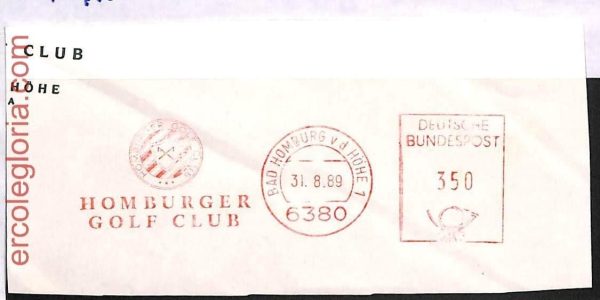 CLUB
HÖHE
A
ercolegloria.com
HOMBURGER
GOLF CLUB
BAD HOMBURG v d HÖHE 1
31. 8.89
6380
DEUTSCHE
BUNDESPOST
350